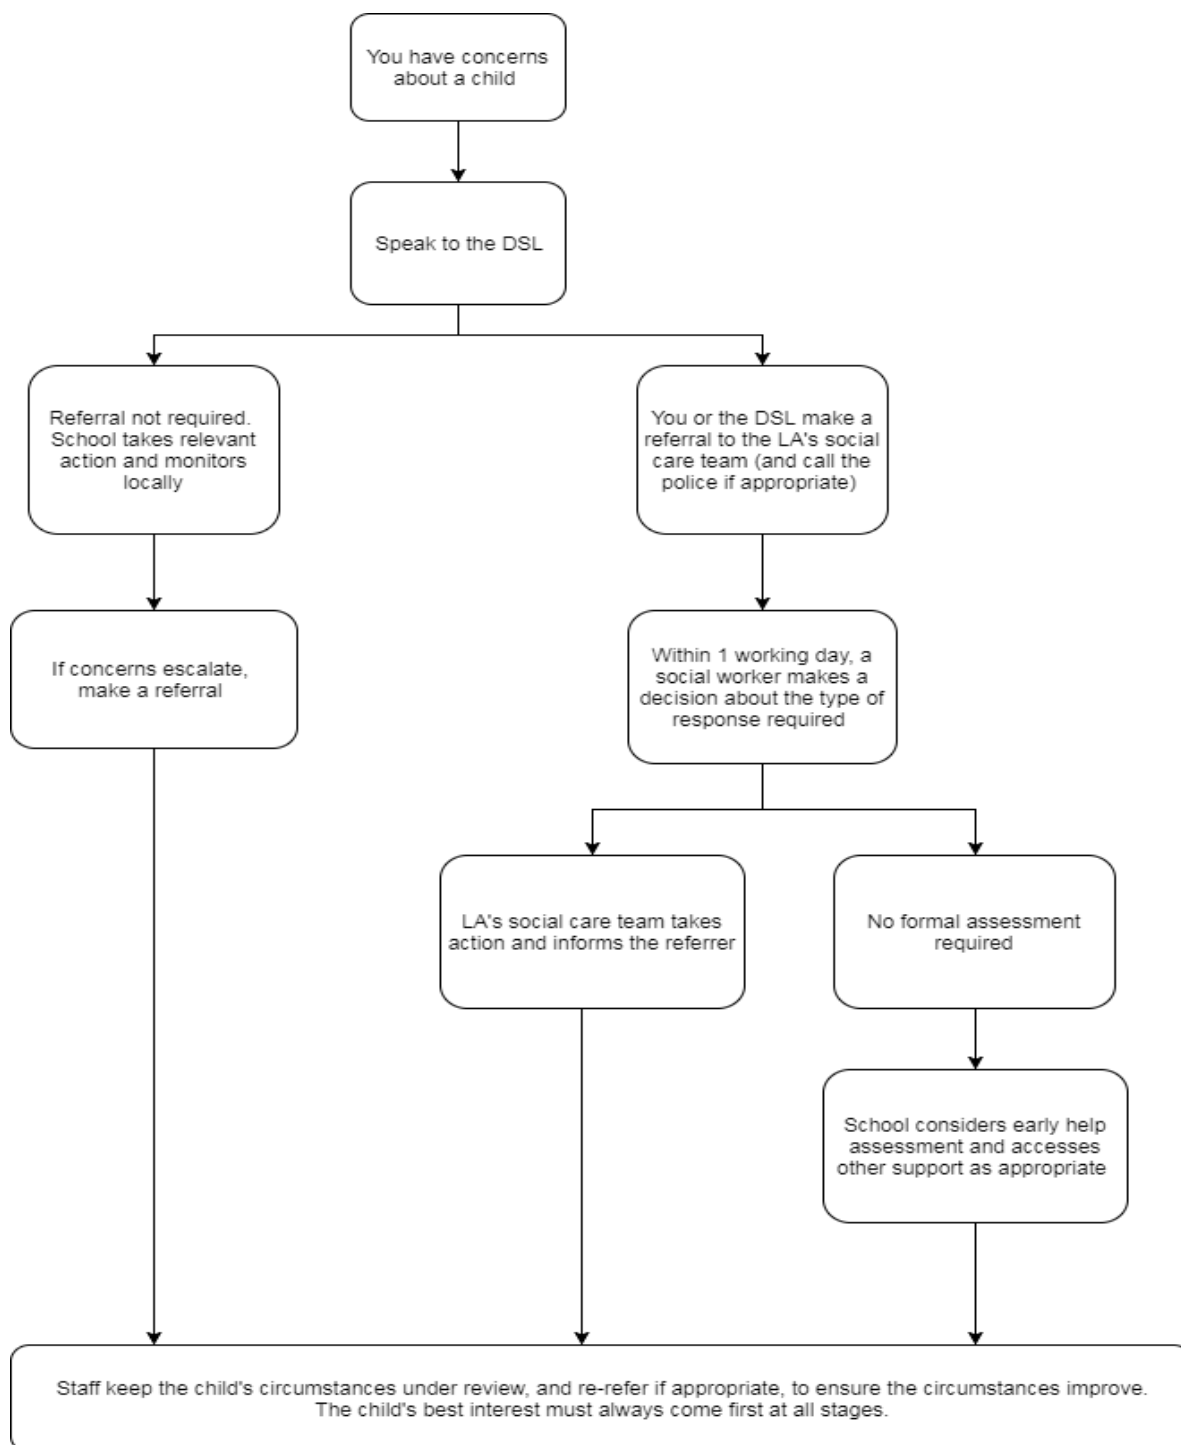 You have concerns
about a child
Speak to the DSL
Referral not required.
School takes relevant
action and monitors
locally
You or the DSL make a
referral to the LA's social
care team (and call the
police if appropriate)
If concerns escalate,
make a referral
Within 1 working day, a
social worker makes a
decision about the type of
response required
LA's social care team takes
action and informs the referrer
No formal assessment
required
School considers early help
assessment and accesses
other support as appropriate
Staff keep the child's circumstances under review, and re-refer if appropriate, to ensure the circumstances improve.
The child's best interest must always come first at all stages.